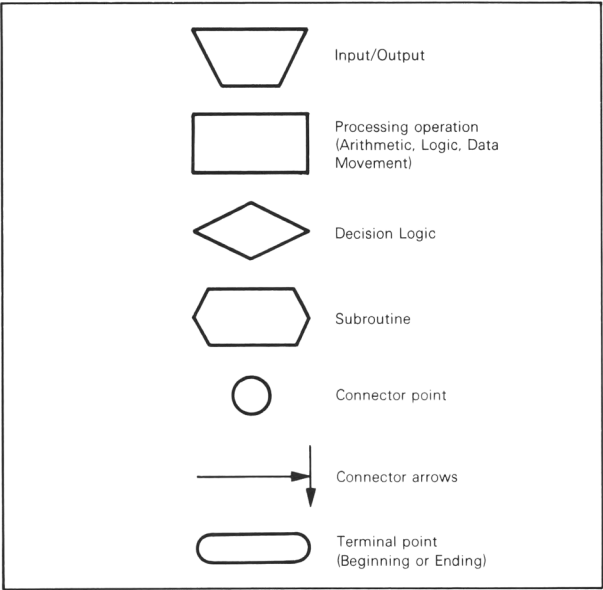 Input/Output
Processing operation
(Arithmetic, Logic, Data
Movement)
Decision Logic
Subroutine
Connector point
Connector arrows
Terminal point
(Beginning or Ending)